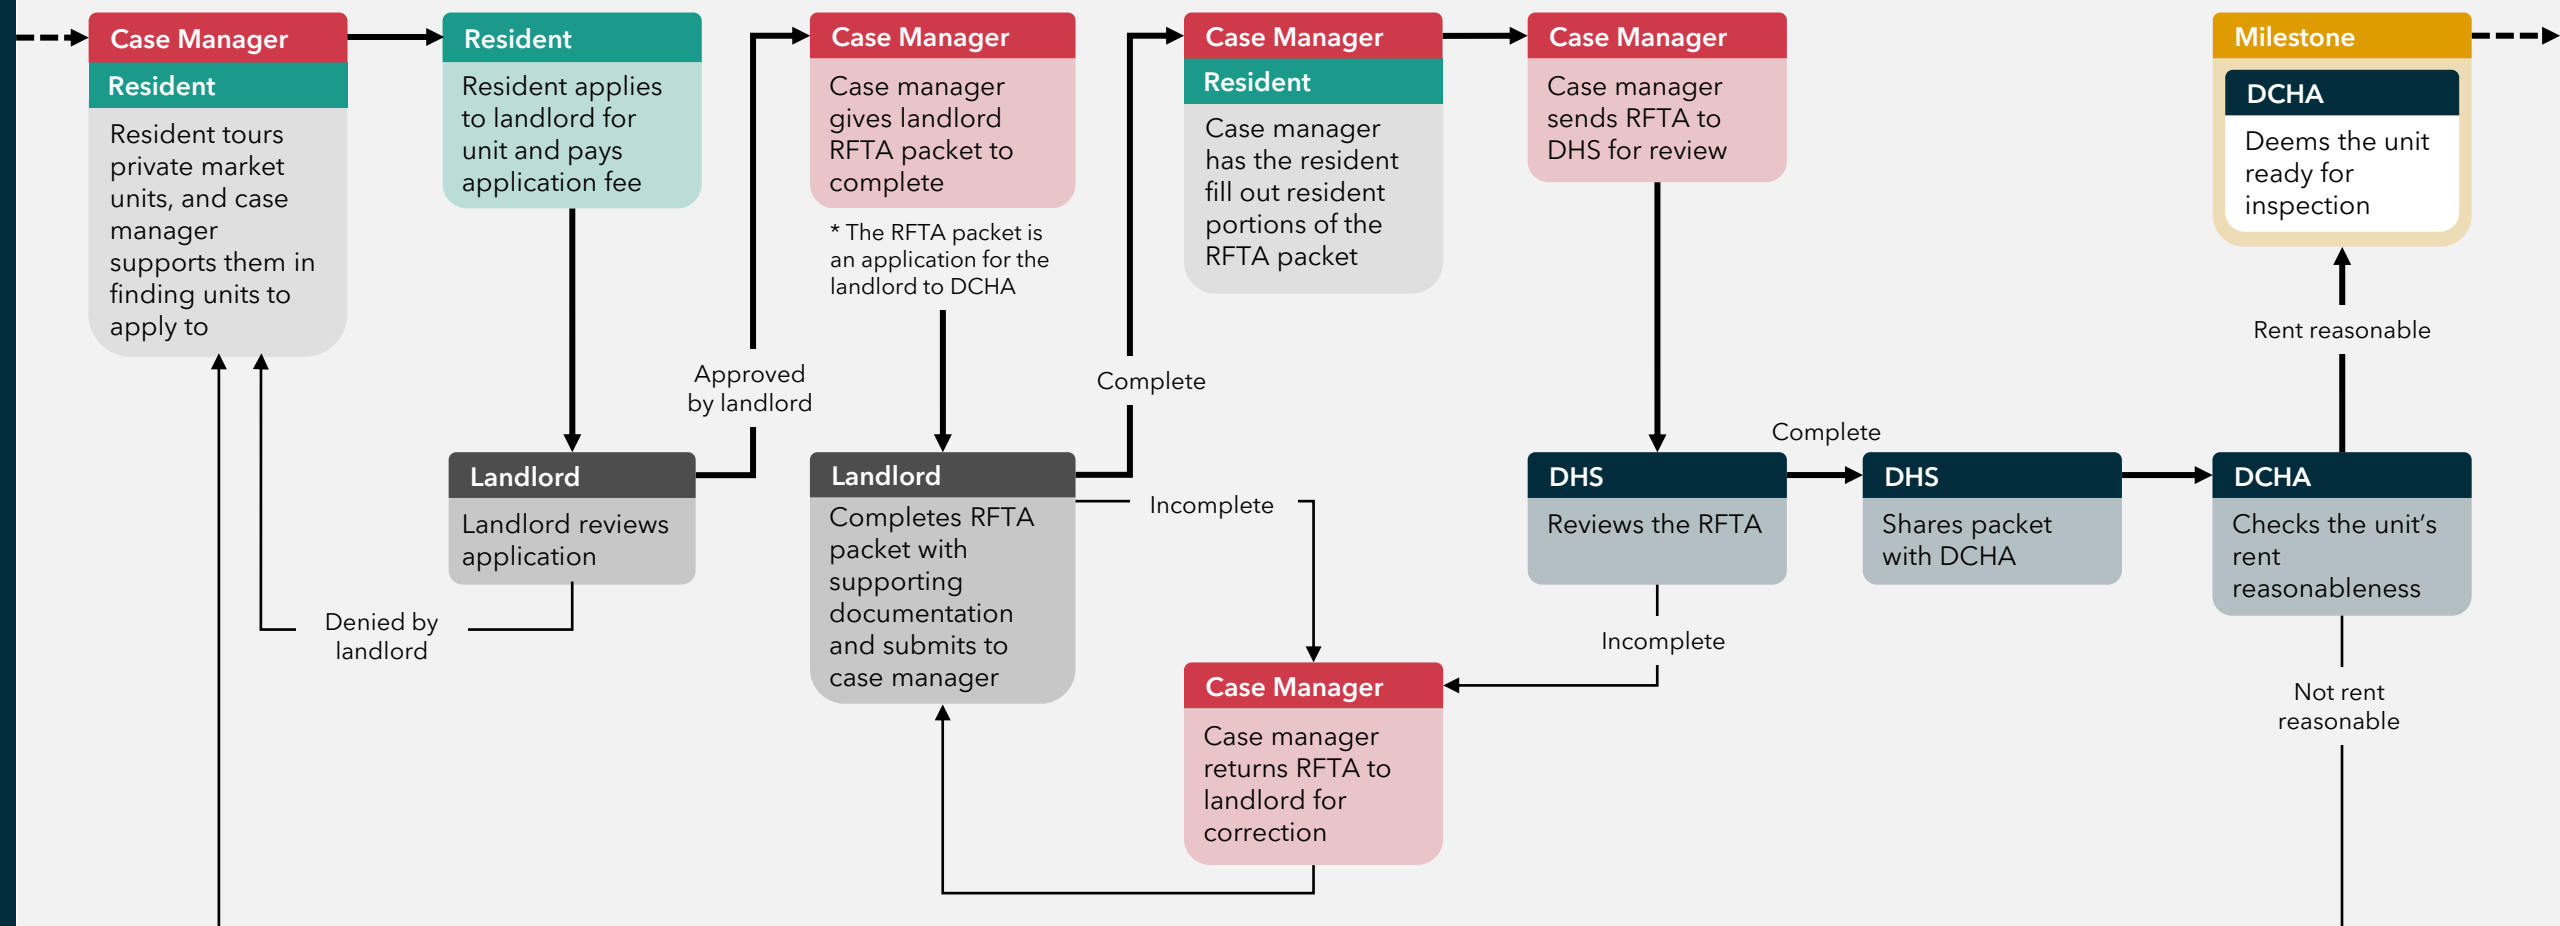 Case Manager
Resident
Resident tours
private market
units, and case
manager
supports them in
finding units to
apply to
Resident
Resident applies
to landlord for
unit and pays
application fee
Landlord
Landlord reviews
application
Denied by
landlord
Approved
by landlord
Case Manager
Case manager
gives landlord
RFTA packet to
complete
* The RFTA packet is
an application for the
landlord to DCHA
Landlord
Completes RFTA
packet with
supporting
documentation
and submits to
case manager
Complete
Incomplete
Case Manager
Resident
Case manager
has the resident
fill out resident
portions of the
RFTA packet
Case Manager
Case manager
sends RFTA to
DHS for review
DHS
Reviews the RFTA
Incomplete
Case Manager
Case manager
returns RFTA to
landlord for
correction
Complete
DHS
Shares packet
with DCHA
DCHA
Checks the unit’s
rent
reasonableness
Rent reasonable
Not rent
reasonable
Milestone
DCHA
Deems the unit
ready for
inspection